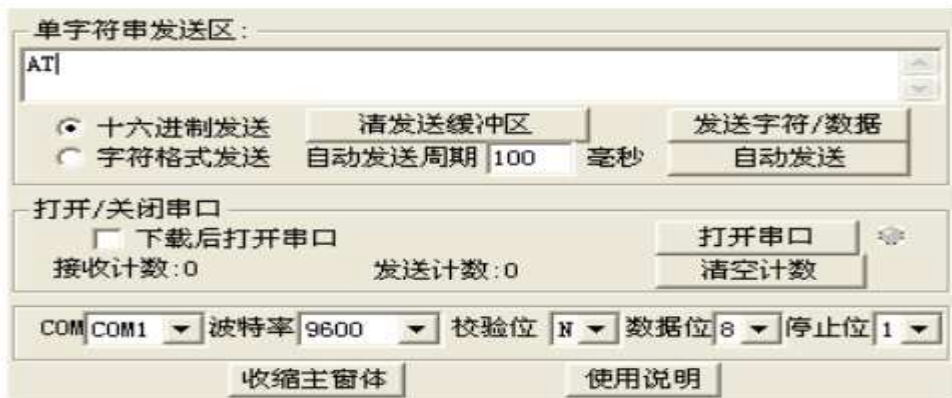 单字符串发送区:
AT
十六进制发送 清发送缓冲区 发送字符/数据
字符格式发送 自动发送周期 100 毫秒 自动发送
打开/关闭串口
下载后打开串口 打开串口
接收计数:0 发送计数:0 清空计数
COM COM1 波特率 9600 校验位 N 数据位 8 停止位 1
收缩主窗体 使用说明